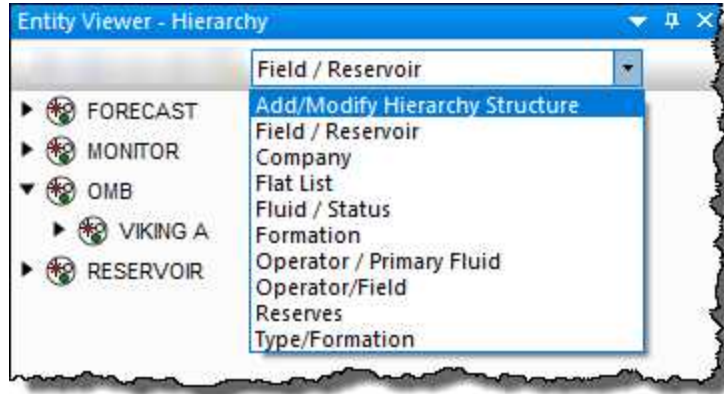 Entity Viewer - Hierarchy
Field / Reservoir
FORECAST
MONITOR
OMB
VIKING A
RESERVOIR
Add/Modify Hierarchy Structure
Field / Reservoir
Company
Flat List
Fluid / Status
Formation
Operator / Primary Fluid
Operator/Field
Reserves
Type/Formation